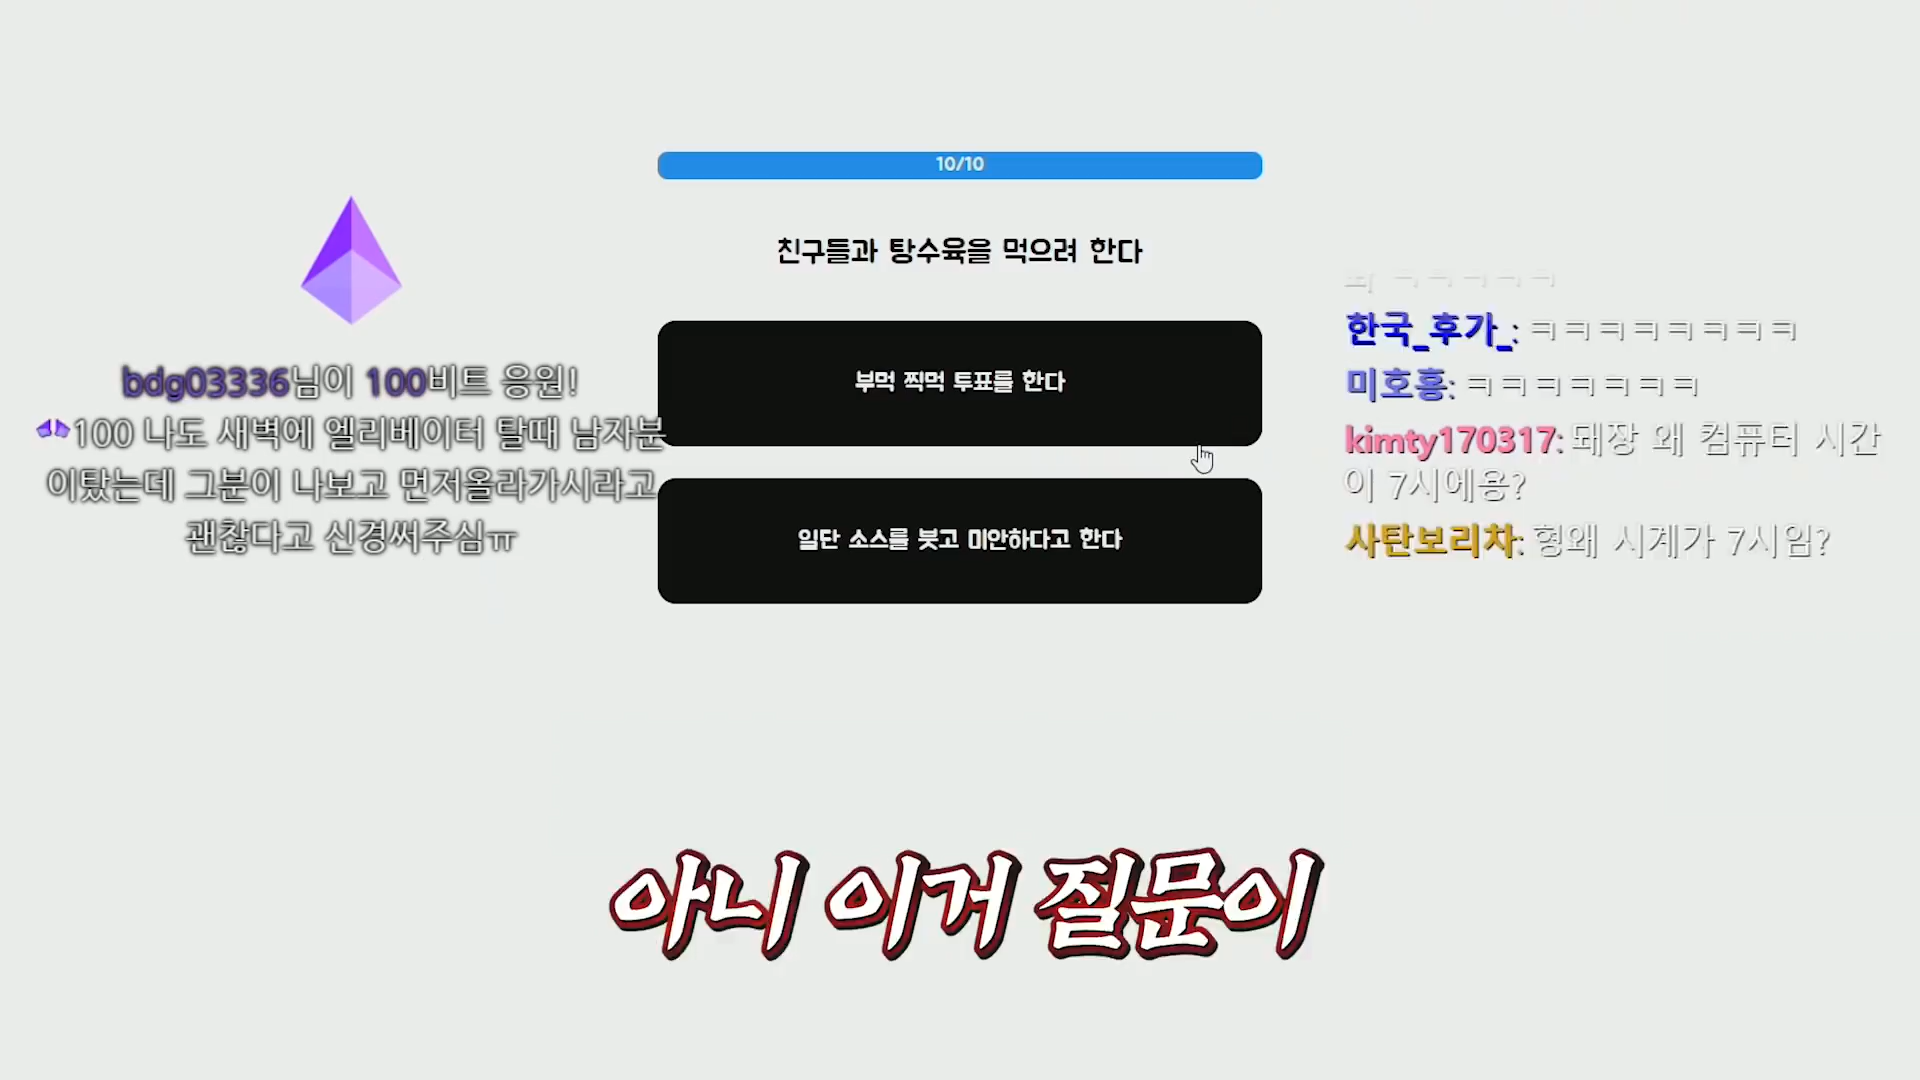 10/10
친구들과 탕수육을 먹으려 한다
부먹 찍먹 투표를 한다
일단 소스를 붓고 미안하다고 한다
bdg03336님이 100비트 응원!
100 나도 새벽에 엘리베이터 탈때 남자분
이탔는데 그분이 나보고 먼저올라가시라고
괜찮다고 신경써주심ㅠ
ㅋㅋㅋㅋㅋ
한국_후가_: ㅋㅋㅋㅋㅋㅋㅋㅋ
미호흥: ㅋㅋㅋㅋㅋㅋㅋ
kimty170317: 돼장 왜 컴퓨터 시간
이 7시에용?
사탄보리차: 형왜 시계가 7시임?
아니 이거 질문이